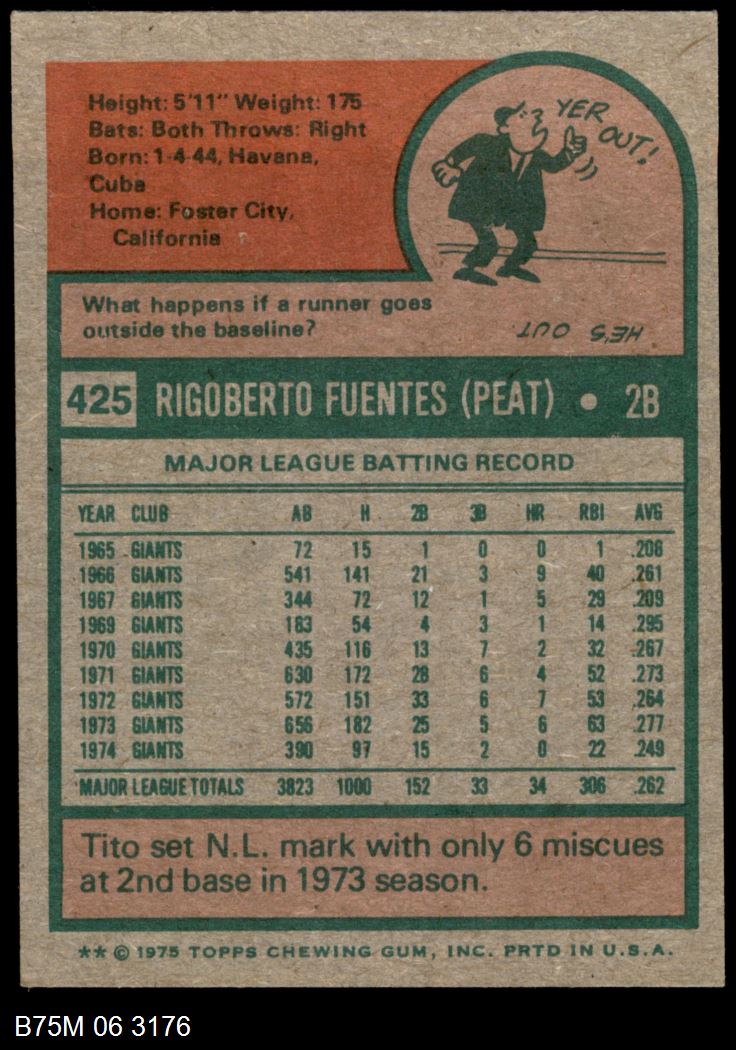 Height: 5'11" Weight: 175
Bats: Both Throws: Right
Born: 1-4-44, Havana,
Cuba
Home: Foster City,
California
YER
OUT!
What happens if a runner goes
outside the baseline?
HE'S OUT.
425 RIGOBERTO FUENTES (PEAT) • 2B
MAJOR LEAGUE BATTING RECORD
YEAR CLUB AB H 2B 3B HR RBI AVG
1965 GIANTS 72 15 1 0 0 1 .208
1966 GIANTS 541 141 21 3 9 40 .261
1967 GIANTS 344 72 12 1 5 29 .209
1969 GIANTS 183 54 4 3 1 14 .295
1970 GIANTS 435 116 13 7 2 32 .267
1971 GIANTS 630 172 28 6 4 52 .273
1972 GIANTS 572 151 33 6 7 53 .264
1973 GIANTS 656 182 25 5 6 63 .277
1974 GIANTS 390 97 15 2 0 22 .249
MAJOR LEAGUE TOTALS 3823 1000 152 33 34 306 .262
Tito set N.L. mark with only 6 miscues
at 2nd base in 1973 season.
** © 1975 TOPPS CHEWING GUM, INC. PRTD IN U.S.A.
B75M 06 3176